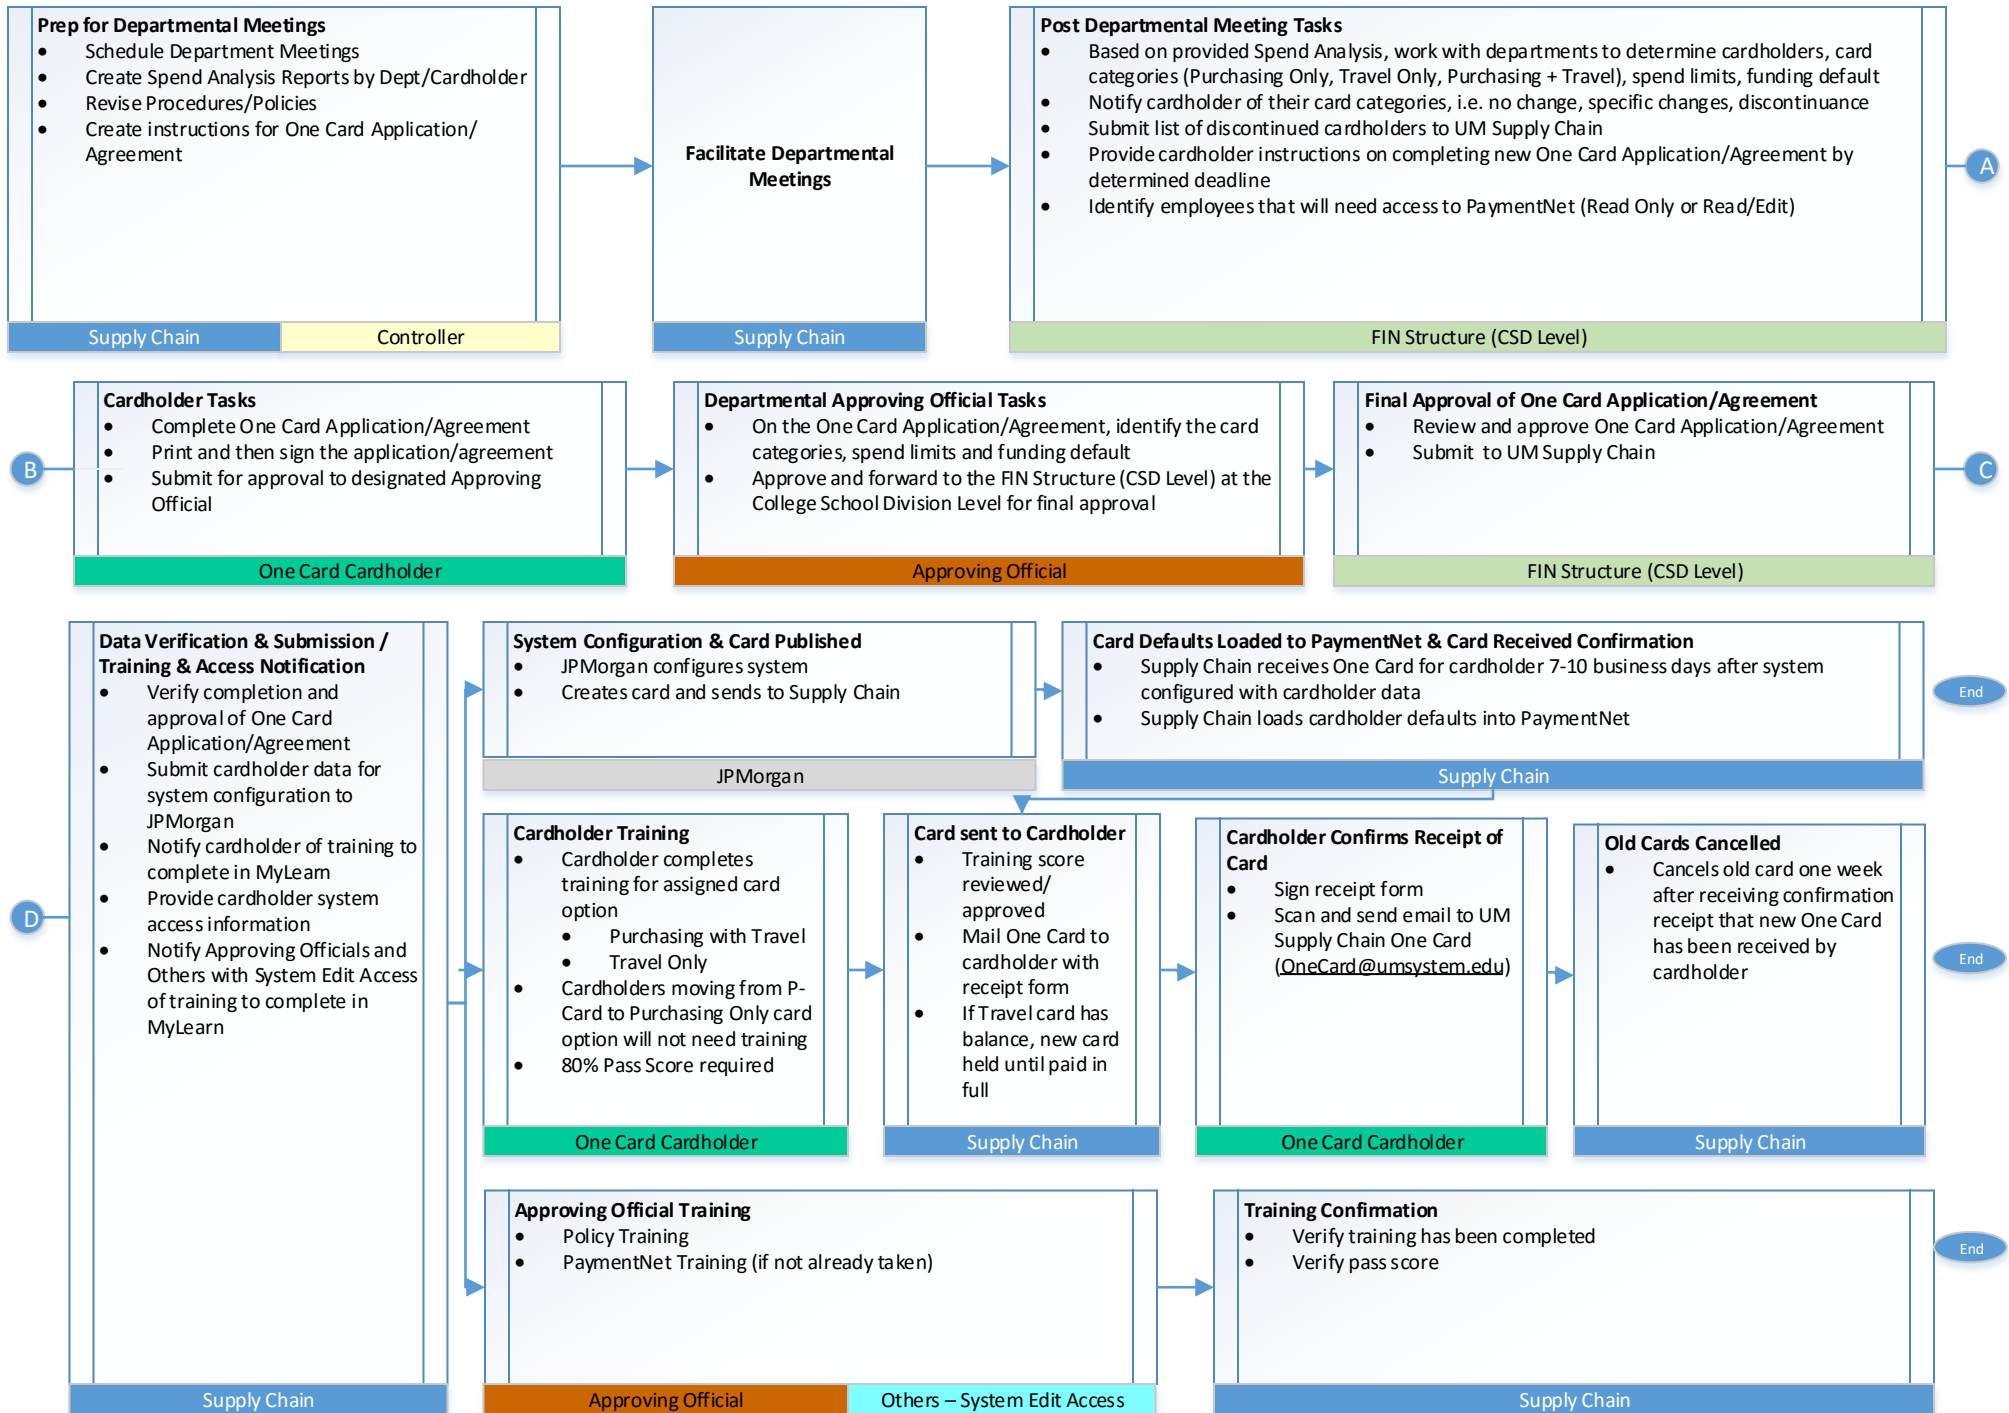 Prep for Departmental Meetings
• Schedule Department Meetings
• Create Spend Analysis Reports by Dept/Cardholder
• Revise Procedures/Policies
• Create instructions for One Card Application/
Agreement
Supply Chain
Controller
Facilitate Departmental
Meetings
Supply Chain
Post Departmental Meeting Tasks
• Based on provided Spend Analysis, work with departments to determine cardholders, card
categories (Purchasing Only, Travel Only, Purchasing + Travel), spend limits, funding default
• Notify cardholder of their card categories, i.e. no change, specific changes, discontinuance
• Submit list of discontinued cardholders to UM Supply Chain
• Provide cardholder instructions on completing new One Card Application/Agreement by
determined deadline
• Identify employees that will need access to PaymentNet (Read Only or Read/Edit)
FIN Structure (CSD Level)
A
B
Cardholder Tasks
• Complete One Card Application/Agreement
• Print and then sign the application/agreement
• Submit for approval to designated Approving
Official
One Card Cardholder
Departmental Approving Official Tasks
• On the One Card Application/Agreement, identify the card
categories, spend limits and funding default
• Approve and forward to the FIN Structure (CSD Level) at the
College School Division Level for final approval
Approving Official
Final Approval of One Card Application/Agreement
• Review and approve One Card Application/Agreement
• Submit to UM Supply Chain
FIN Structure (CSD Level)
C
D
Data Verification & Submission /
Training & Access Notification
• Verify completion and
approval of One Card
Application/Agreement
• Submit cardholder data for
system configuration to
JPMorgan
• Notify cardholder of training to
complete in MyLearn
• Provide cardholder system
access information
• Notify Approving Officials and
Others with System Edit Access
of training to complete in
MyLearn
Supply Chain
System Configuration & Card Published
• JPMorgan configures system
• Creates card and sends to Supply Chain
JPMorgan
Card Defaults Loaded to PaymentNet & Card Received Confirmation
• Supply Chain receives One Card for cardholder 7-10 business days after system
configured with cardholder data
• Supply Chain loads cardholder defaults into PaymentNet
Supply Chain
End
Cardholder Training
• Cardholder completes
training for assigned card
option
• Purchasing with Travel
• Travel Only
• Cardholders moving from P-
Card to Purchasing Only card
option will not need training
• 80% Pass Score required
One Card Cardholder
Card sent to Cardholder
• Training score
reviewed/
approved
• Mail One Card to
cardholder with
receipt form
• If Travel card has
balance, new card
held until paid in
full
Supply Chain
Cardholder Confirms Receipt of
Card
• Sign receipt form
• Scan and send email to UM
Supply Chain One Card
(OneCard@umsystem.edu)
One Card Cardholder
Old Cards Cancelled
• Cancels old card one week
after receiving confirmation
receipt that new One Card
has been received by
cardholder
Supply Chain
End
Approving Official Training
• Policy Training
• PaymentNet Training (if not already taken)
Approving Official
Others – System Edit Access
Training Confirmation
• Verify training has been completed
• Verify pass score
Supply Chain
End